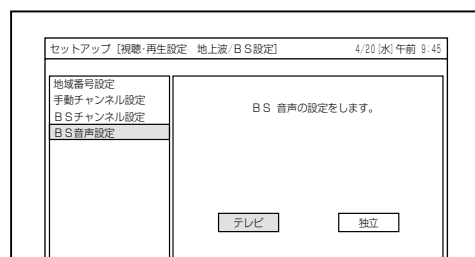 セットアップ [視聴･再生設定　地上波/BS設定]　4/20[水]午前 9:45
地域番号設定
手動チャンネル設定
BSチャンネル設定
BS音声設定
BS 音声の設定をします。
テレビ　独立